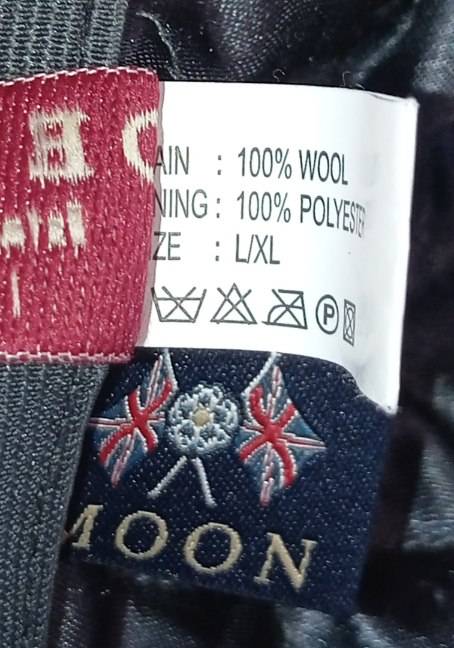 AIN : 100% WOOL
NING : 100% POLYESTER
ZE : L/XL
P
MOON